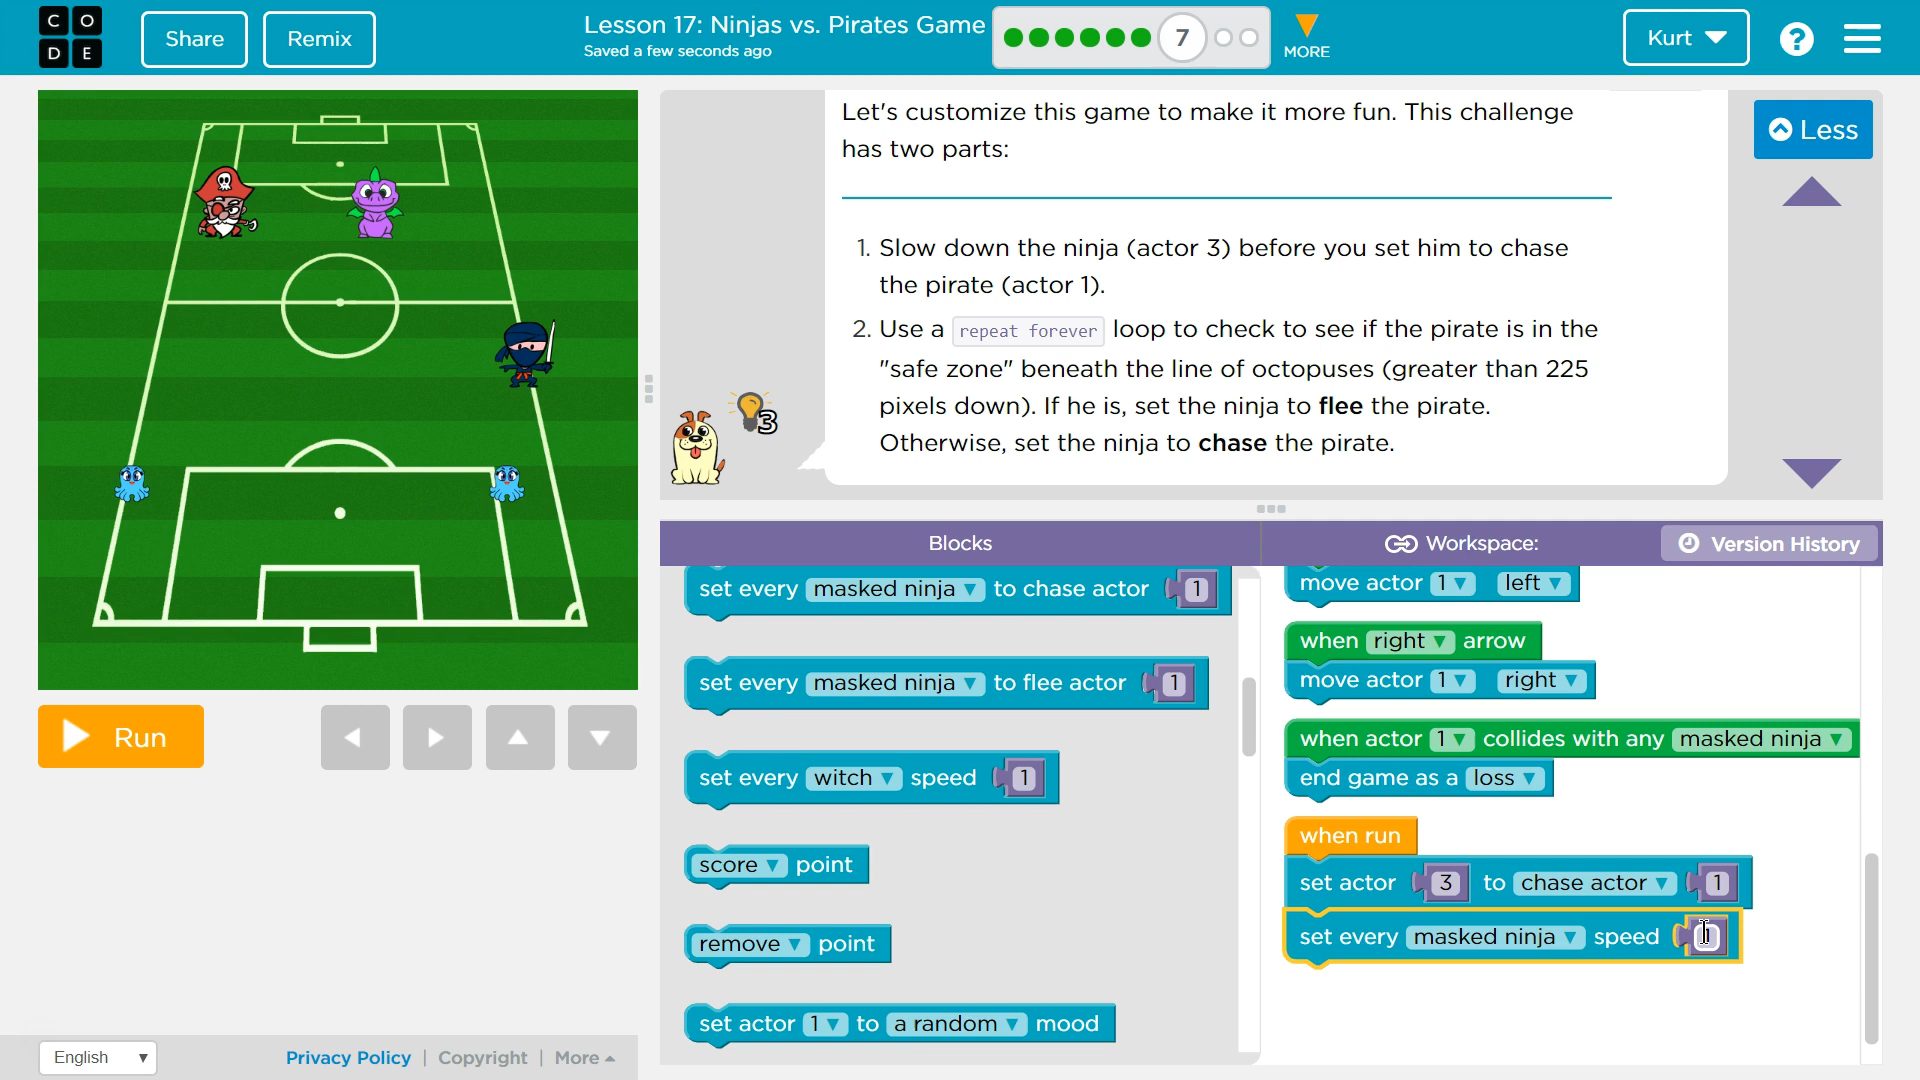 C O
D E
Share
Remix
Lesson 17: Ninjas vs. Pirates Game
Saved a few seconds ago
7
MORE
Kurt
?
Let's customize this game to make it more fun. This challenge
has two parts:
1. Slow down the ninja (actor 3) before you set him to chase
the pirate (actor 1).
2. Use a repeat forever loop to check to see if the pirate is in the
"safe zone" beneath the line of octopuses (greater than 225
pixels down). If he is, set the ninja to flee the pirate.
Otherwise, set the ninja to chase the pirate.
3
Less
Run
Blocks
Workspace:
Version History
set every masked ninja ▼ to chase actor 1
set every masked ninja ▼ to flee actor 1
set every witch ▼ speed 1
score ▼ point
remove ▼ point
set actor 1 ▼ to a random ▼ mood
move actor 1 ▼ left ▼
when right ▼ arrow
move actor 1 ▼ right ▼
when actor 1 ▼ collides with any masked ninja ▼
end game as a loss ▼
when run
set actor 3 to chase actor ▼ 1
set every masked ninja ▼ speed 1
English ▼
Privacy Policy | Copyright | More